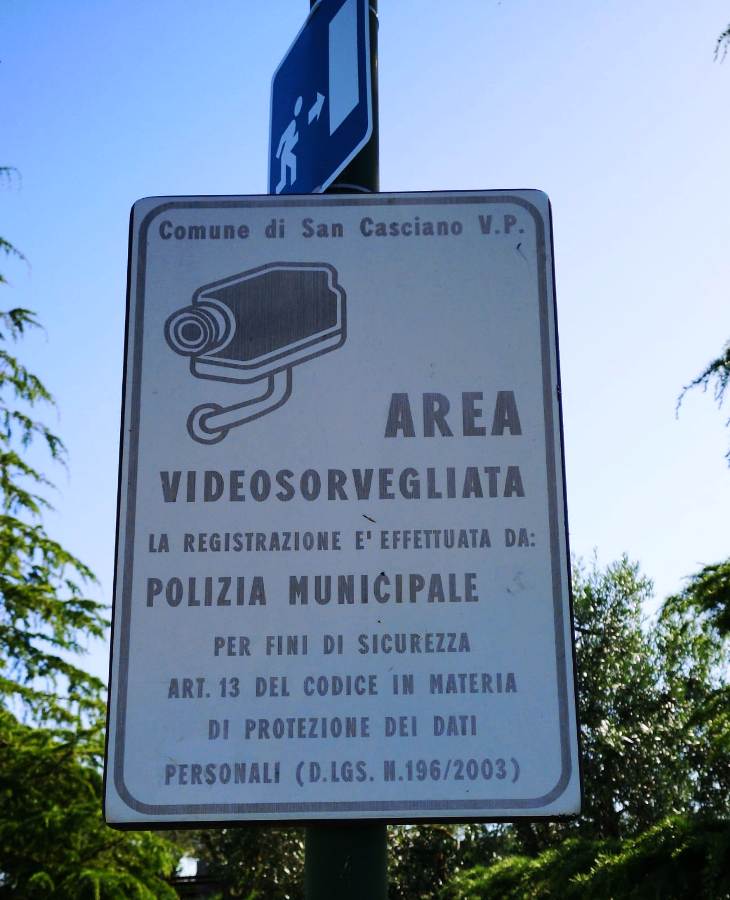 Comune di San Casciano V.P.
AREA
VIDEOSORVEGLIATA
LA REGISTRAZIONE E' EFFETTUATA DA:
POLIZIA MUNICIPALE
PER FINI DI SICUREZZA
ART. 13 DEL CODICE IN MATERIA
DI PROTEZIONE DEI DATI
PERSONALI (D.LGS. N.196/2003)